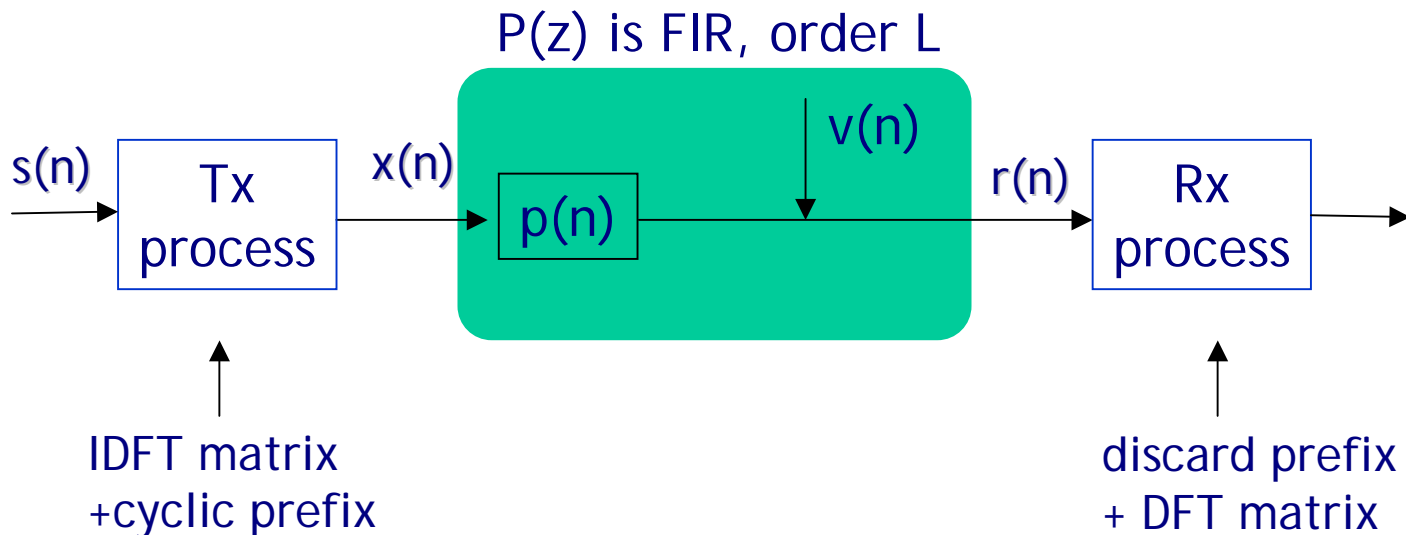 P(z) is FIR, order L
s(n)
Tx
process
x(n)
p(n)
v(n)
r(n)
Rx
process
IDFT matrix
+cyclic prefix
discard prefix
+ DFT matrix